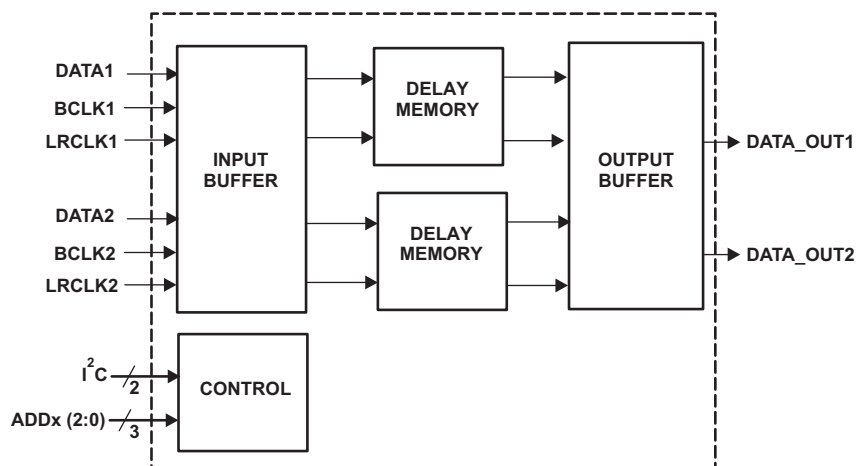 DATA1
BCLK1
LRCLK1
DATA2
BCLK2
LRCLK2
INPUT
BUFFER
DELAY
MEMORY
DELAY
MEMORY
OUTPUT
BUFFER
DATA_OUT1
DATA_OUT2
I²C
2
ADDx (2:0)
3
CONTROL